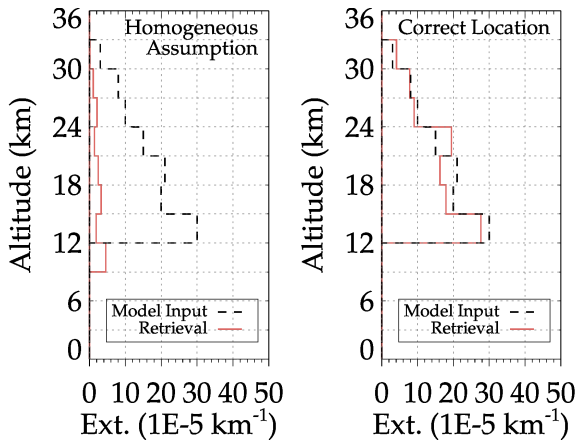 Homogeneous
Assumption
36
30
24
18
12
6
0
Altitude (km)
Model Input
Retrieval
0 10 20 30 40 50
Ext. (1E-5 km⁻¹)
Correct Location
36
30
24
18
12
6
0
Altitude (km)
Model Input
Retrieval
0 10 20 30 40 50
Ext. (1E-5 km⁻¹)